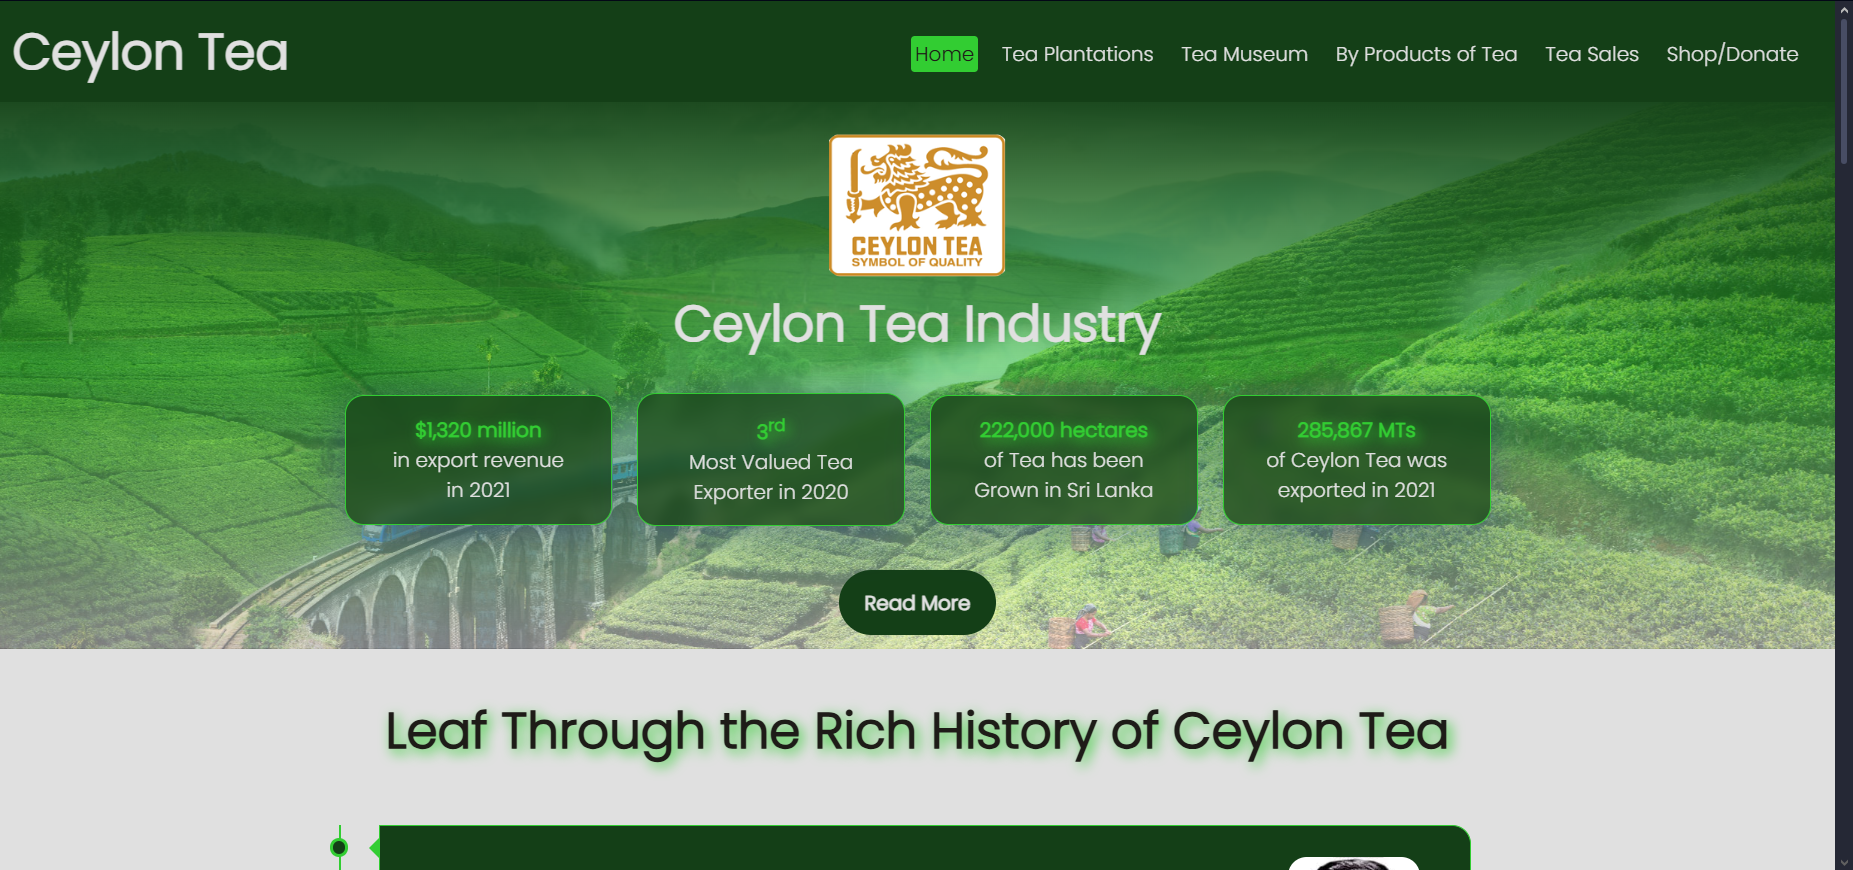 Ceylon Tea
Home Tea Plantations Tea Museum By Products of Tea Tea Sales Shop/Donate
CEYLON TEA
SYMBOL OF QUALITY
Ceylon Tea Industry
$1,320 million
in export revenue
in 2021
3rd
Most Valued Tea
Exporter in 2020
222,000 hectares
of Tea has been
Grown in Sri Lanka
285,867 MTs
of Ceylon Tea was
exported in 2021
Read More
Leaf Through the Rich History of Ceylon Tea